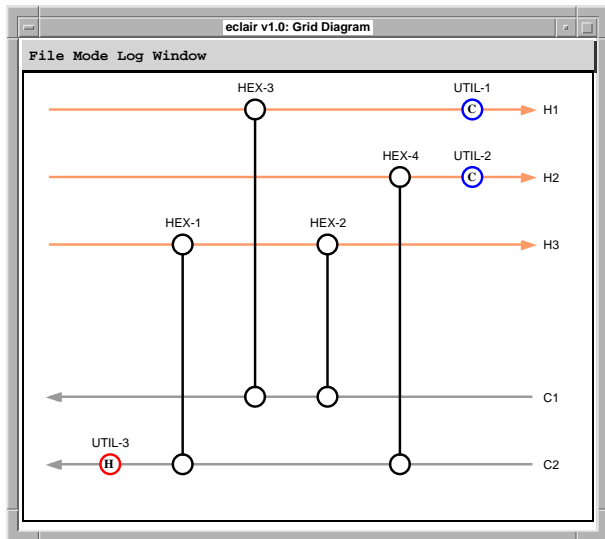 eclair v1.0: Grid Diagram
File Mode Log Window
HEX-3 UTIL-1
C H1
HEX-4 UTIL-2
C H2
HEX-1 HEX-2
H3
C1
UTIL-3
H C2